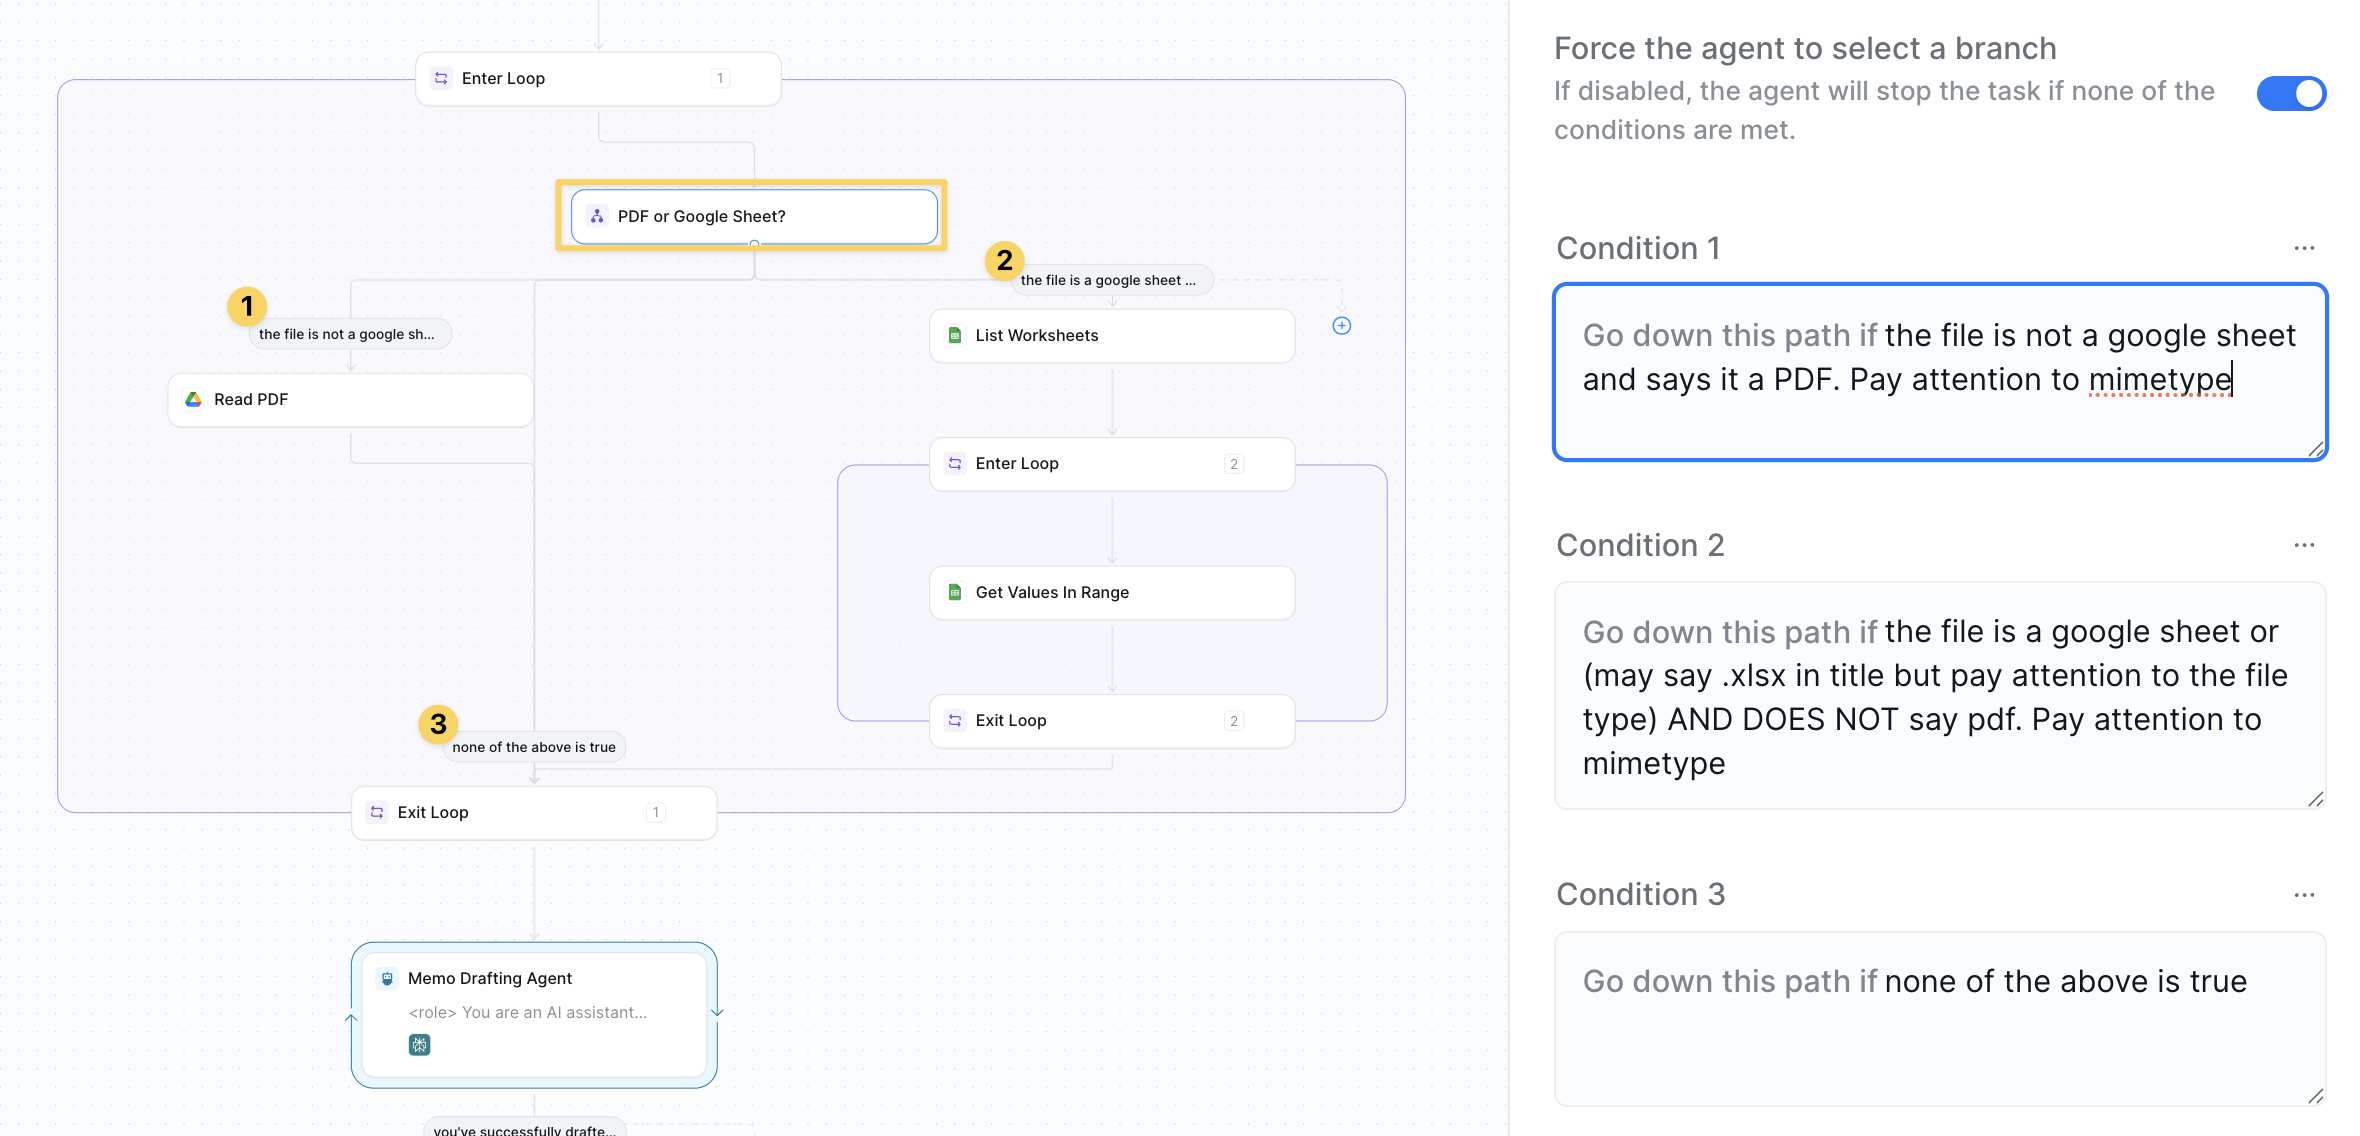 Enter Loop 1
PDF or Google Sheet?
1
the file is not a google sh...
Read PDF
2
the file is a google sheet ...
List Worksheets
Enter Loop 2
Get Values In Range
Exit Loop 2
3
none of the above is true
Exit Loop 1
Memo Drafting Agent
<role> You are an AI assistant...
you've successfully drafte...
Force the agent to select a branch
If disabled, the agent will stop the task if none of the
conditions are met.
Condition 1
Go down this path if the file is not a google sheet
and says it a PDF. Pay attention to mimetype
Condition 2
Go down this path if the file is a google sheet or
(may say .xlsx in title but pay attention to the file
type) AND DOES NOT say pdf. Pay attention to
mimetype
Condition 3
Go down this path if none of the above is true